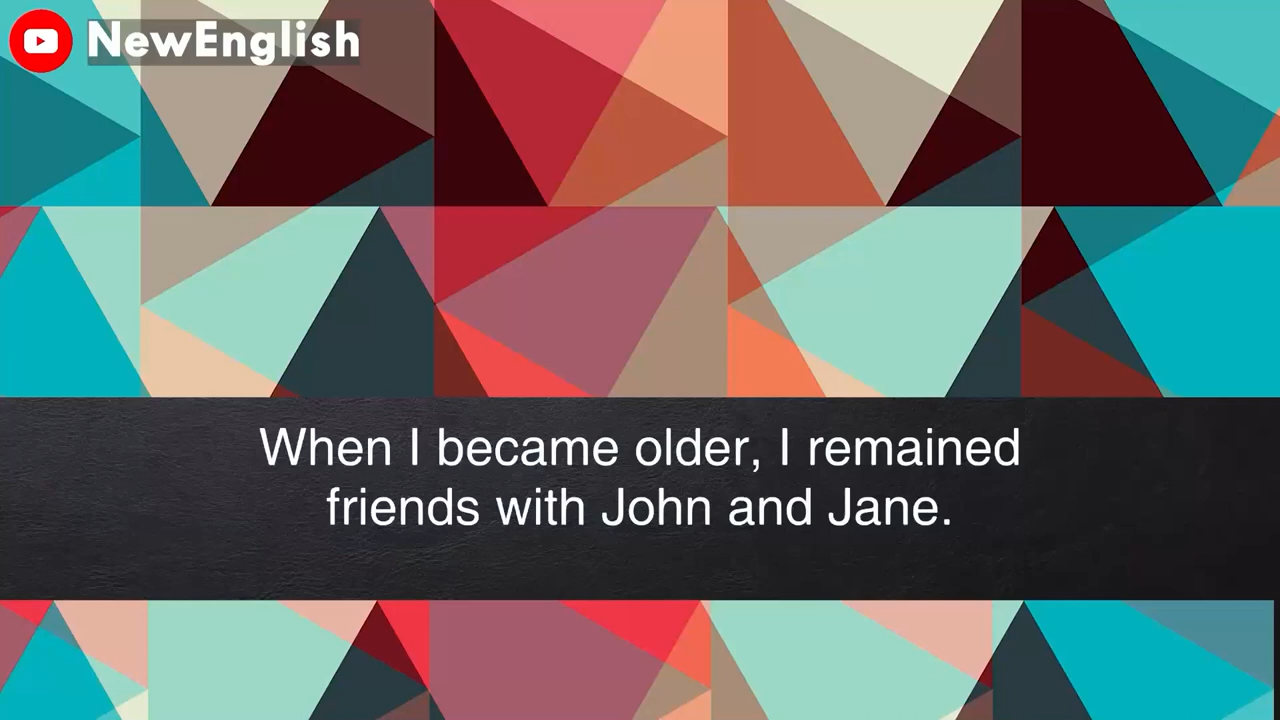 NewEnglish
When I became older, I remained
friends with John and Jane.